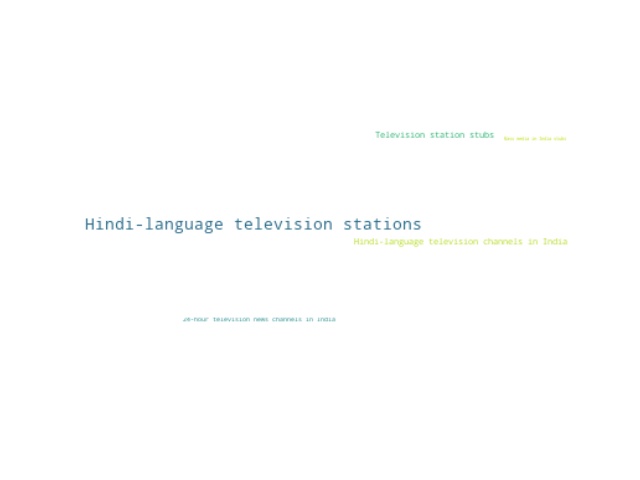 Television station stubs
Mass media in India stubs
Hindi-language television stations
Hindi-language television channels in India
24-hour television news channels in India